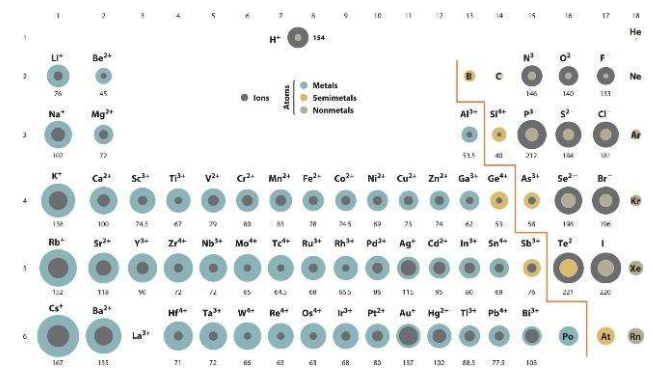 1 2 3 4 5 6 7 8 9 10 11 12 13 14 15 16 17 18
1 H+ 154 He
Li+ Be2+ N3- O2- F-
2 B C Ne
76 45 146 140 133
Ions
Atoms
Metals
Semimetals
Nonmetals
Na+ Mg2+ Al3+ Si4+ P3- S2- Cl-
3 Ar
102 72 53.5 40 212 184 181
K+ Ca2+ Sc3+ Ti3+ V2+ Cr2+ Mn2+ Fe2+ Co2+ Ni2+ Cu2+ Zn2+ Ga3+ Ge4+ As3+ Se2- Br-
4 Kr
138 100 74.5 67 79 80 83 78 74.5 69 73 74 62 53 58 198 196
Rb+ Sr2+ Y3+ Zr4+ Nb3+ Mo4+ Tc4+ Ru3+ Rh3+ Pd2+ Ag+ Cd2+ In3+ Sn4+ Sb3+ Te2- I
5 Xe
152 118 90 72 72 65 64.5 68 66.5 86 115 95 80 69 76 221 220
Cs+ Ba2+ La3+ Hf4+ Ta3+ W4+ Re4+ Os4+ Ir3+ Pt2+ Au+ Hg2+ Tl3+ Pb4+ Bi3+
6 Po At Rn
167 135 71 72 66 63 63 68 80 137 102 88.5 77.5 103